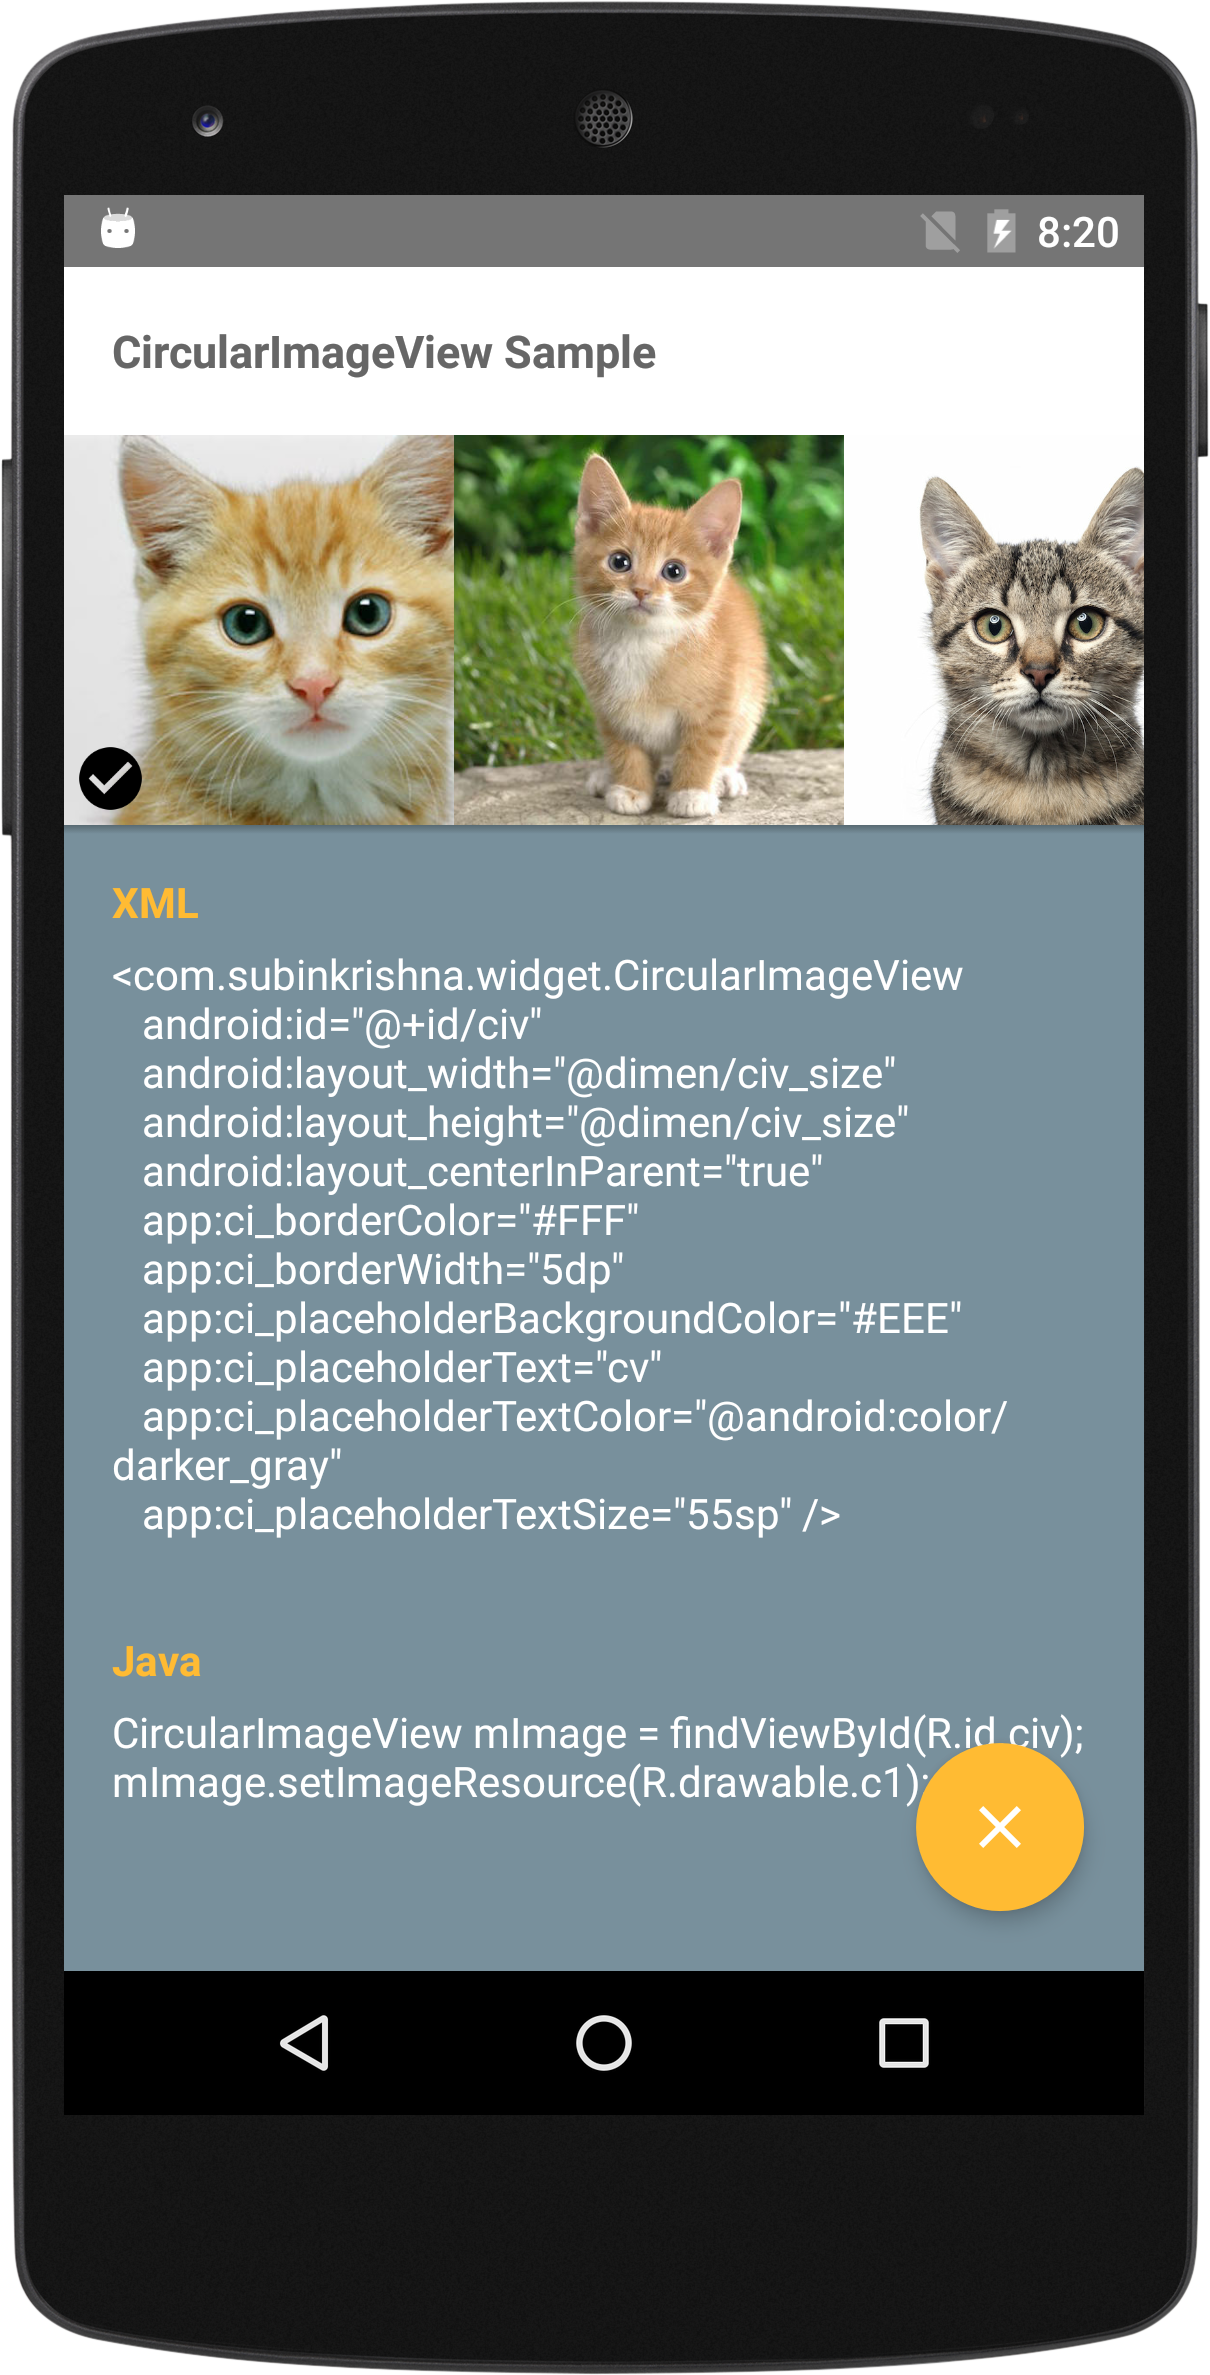 8:20
CircularImageView Sample
XML
<com.subinkrishna.widget.CircularImageView
android:id="@+id/civ"
android:layout_width="@dimen/civ_size"
android:layout_height="@dimen/civ_size"
android:layout_centerInParent="true"
app:ci_borderColor="#FFF"
app:ci_borderWidth="5dp"
app:ci_placeholderBackgroundColor="#EEE"
app:ci_placeholderText="cv"
app:ci_placeholderTextColor="@android:color/
darker_gray"
app:ci_placeholderTextSize="55sp" />
Java
CircularImageView mImage = findViewById(R.id.civ);
mImage.setImageResource(R.drawable.c1);